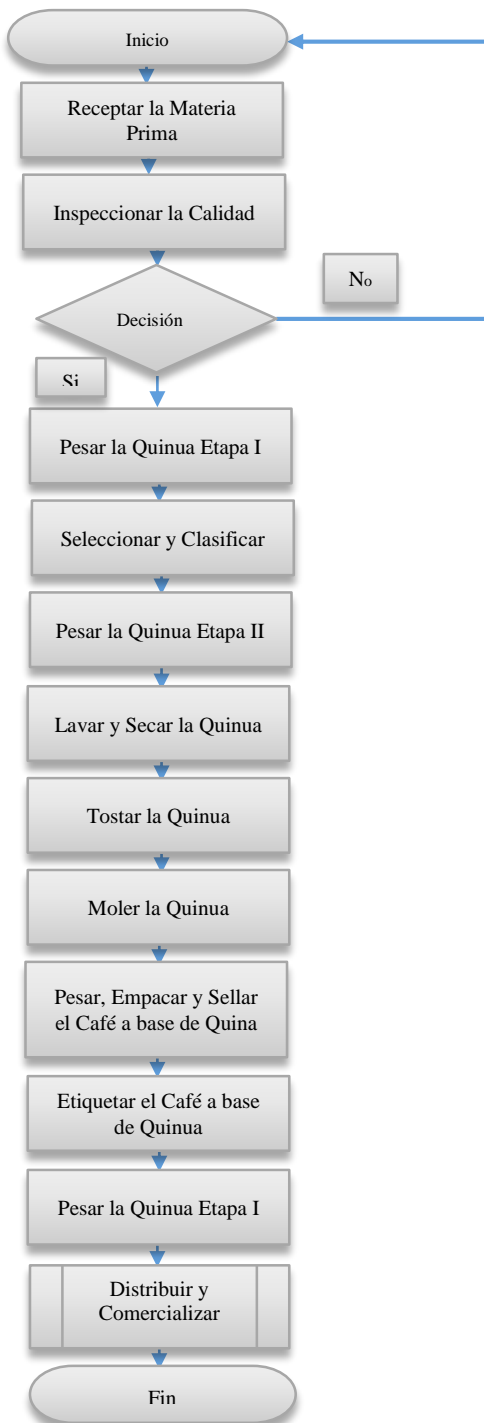 Inicio
Receptar la Materia
Prima
Inspeccionar la Calidad
No
Decisión
Si
Pesar la Quinua Etapa I
Seleccionar y Clasificar
Pesar la Quinua Etapa II
Lavar y Secar la Quinua
Tostar la Quinua
Moler la Quinua
Pesar, Empacar y Sellar
el Café a base de Quina
Etiquetar el Café a base
de Quinua
Pesar la Quinua Etapa I
Distribuir y
Comercializar
Fin